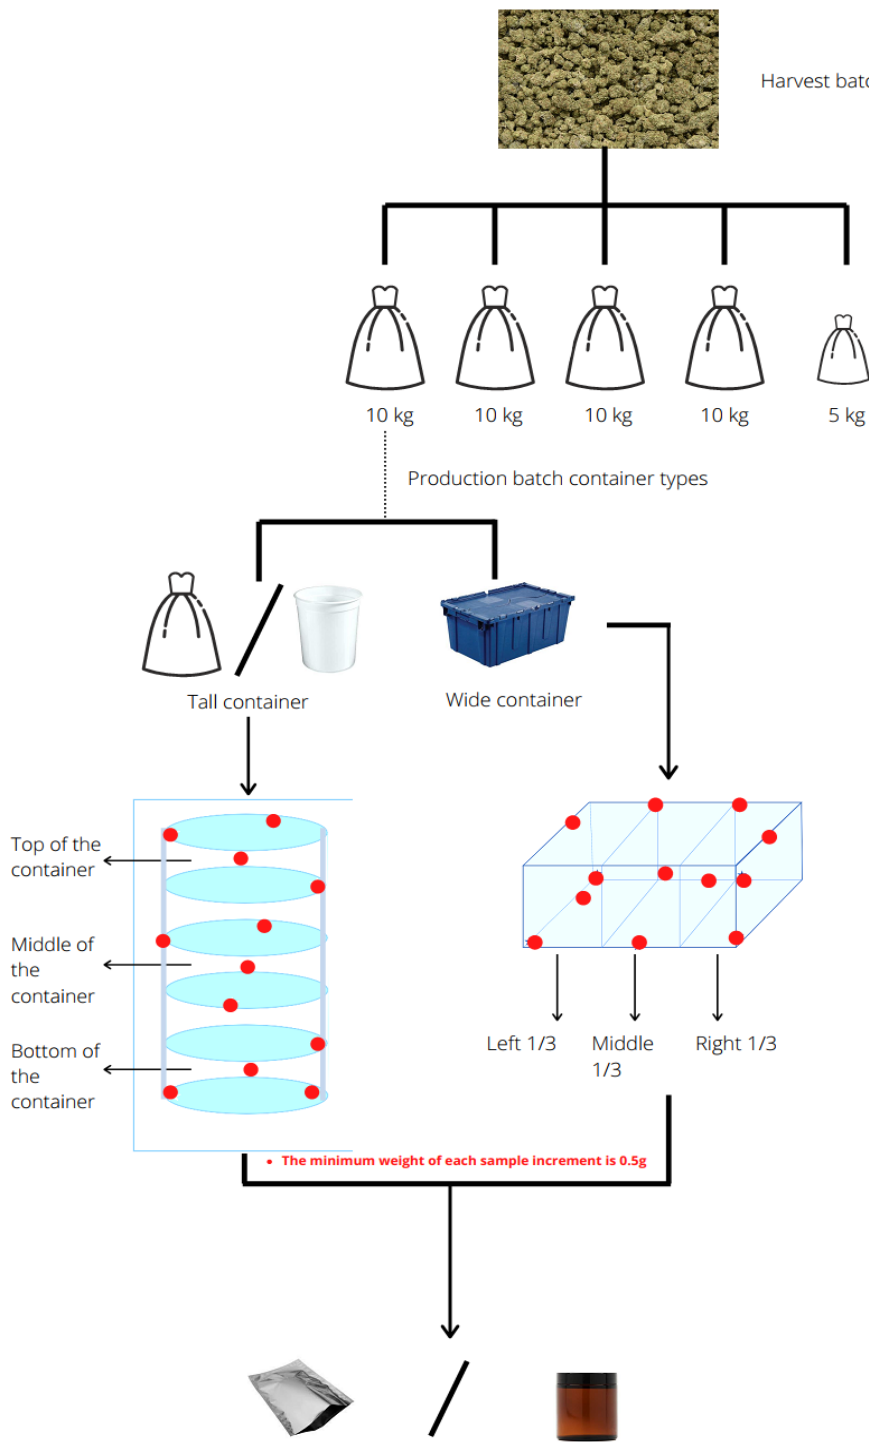 Harvest batc
10 kg
10 kg
10 kg
10 kg
5 kg
Production batch container types
Tall container
Wide container
Top of the
container
Middle of
the
container
Bottom of
the
container
Left 1/3
Middle
1/3
Right 1/3
• The minimum weight of each sample increment is 0.5g